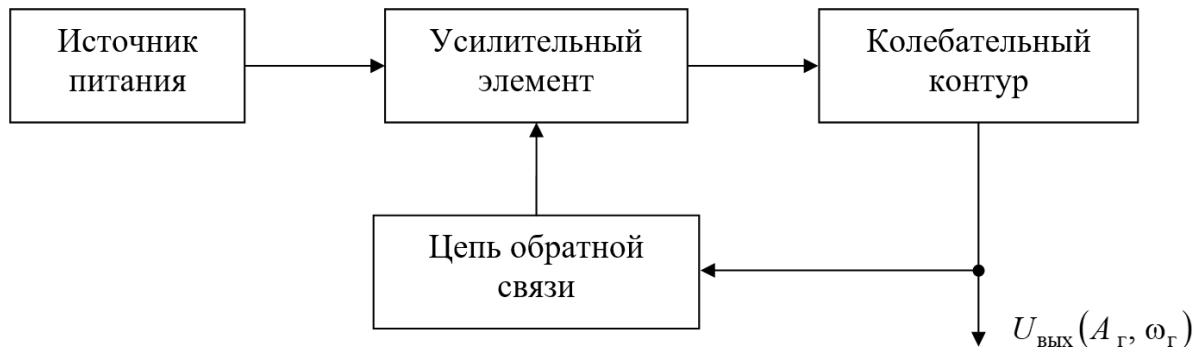 Источник
питания
Усилительный
элемент
Колебательный
контур
Цепь обратной
связи
Uвых(Aг, ωг)